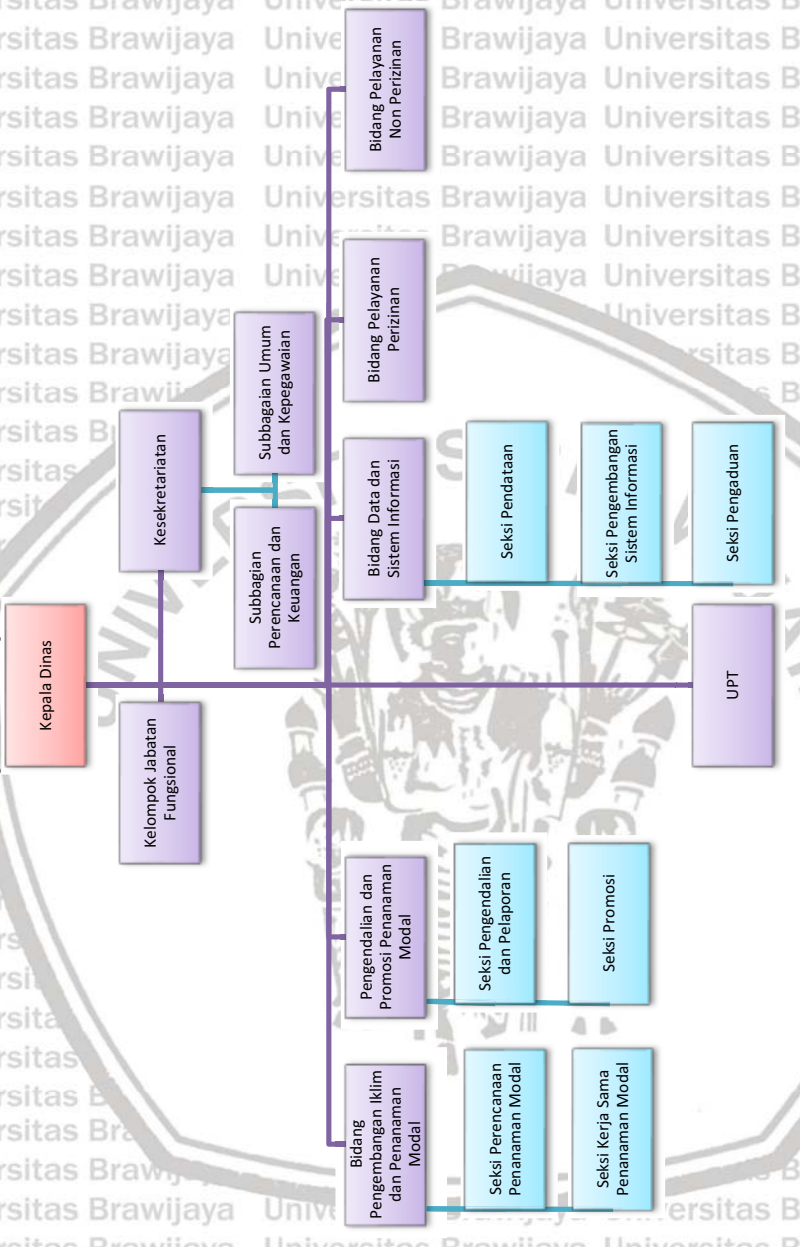 Kepala Dinas
Kelompok Jabatan
Fungsional
Kesekretariatan
Subbagian
Perencanaan dan
Keuangan
Subbagaian Umum
dan Kepegawaian
Bidang
Pengembangan Iklim
dan Penanaman
Modal
Seksi Perencanaan
Penanaman Modal
Seksi Kerja Sama
Penanaman Modal
Pengendalian dan
Promosi Penanaman
Modal
Seksi Pengendalian
dan Pelaporan
Seksi Promosi
Bidang Data dan
Sistem Informasi
Seksi Pendataan
Seksi Pengembangan
Sistem Informasi
Seksi Pengaduan
Bidang Pelayanan
Perizinan
Bidang Pelayanan
Non Perizinan
UPT
Universitas Brawijaya